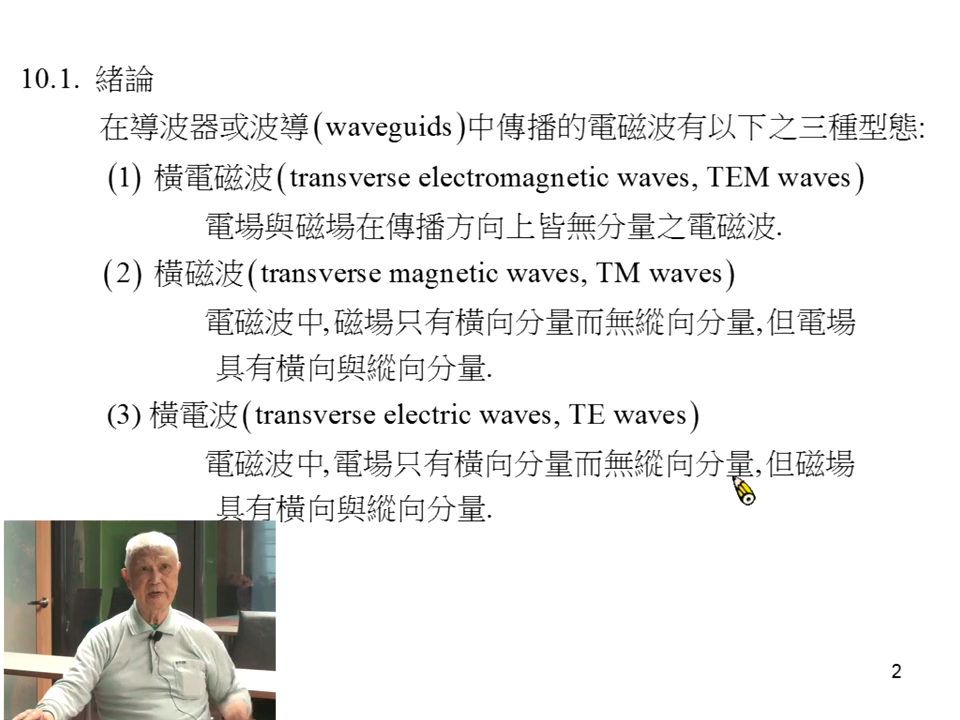 10.1. 緒論
在導波器或波導(waveguids)中傳播的電磁波有以下之三種型態:
(1) 橫電磁波(transverse electromagnetic waves, TEM waves)
電場與磁場在傳播方向上皆無分量之電磁波.
(2) 橫磁波(transverse magnetic waves, TM waves)
電磁波中,磁場只有橫向分量而無縱向分量,但電場
具有橫向與縱向分量.
(3) 橫電波(transverse electric waves, TE waves)
電磁波中,電場只有橫向分量而無縱向分量,但磁場
具有橫向與縱向分量.
2